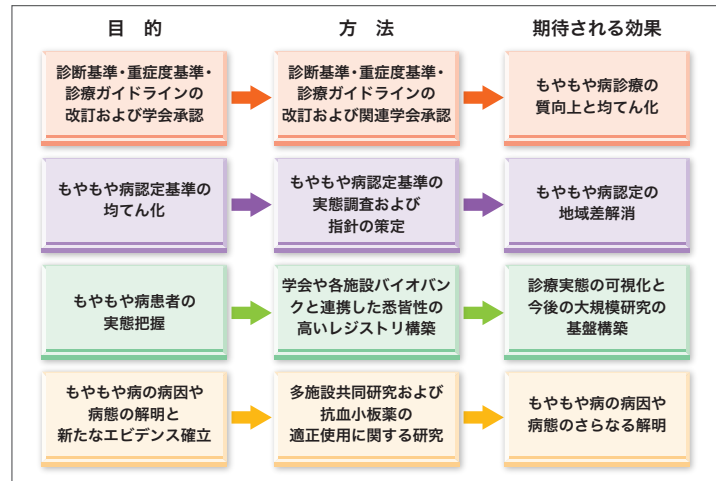 目 的
方 法
期待される効果
診断基準・重症度基準・
診療ガイドラインの
改訂および学会承認
診断基準・重症度基準・
診療ガイドラインの
改訂および関連学会承認
もやもや病診療の
質向上と均てん化
もやもや病認定基準の
均てん化
もやもや病認定基準の
実態調査および
指針の策定
もやもや病認定の
地域差解消
もやもや病患者の
実態把握
学会や各施設バイオバン
クと連携した悉皆性の
高いレジストリ構築
診療実態の可視化と
今後の大規模研究の
基盤構築
もやもや病の病因や
病態の解明と
新たなエビデンス確立
多施設共同研究および
抗血小板薬の
適正使用に関する研究
もやもや病の病因や
病態のさらなる解明